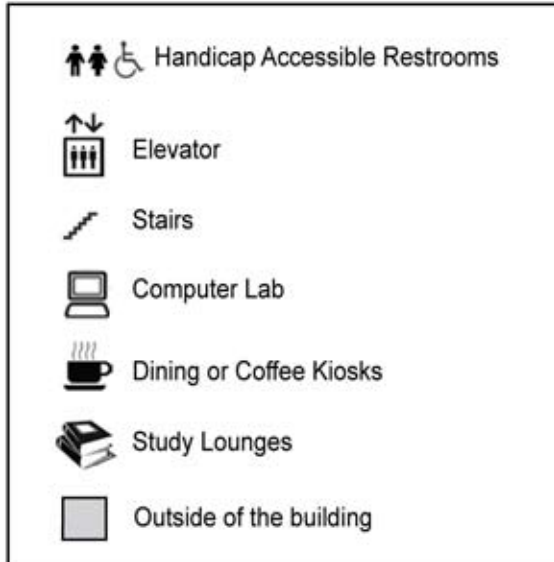 Handicap Accessible Restrooms
Elevator
Stairs
Computer Lab
Dining or Coffee Kiosks
Study Lounges
Outside of the building